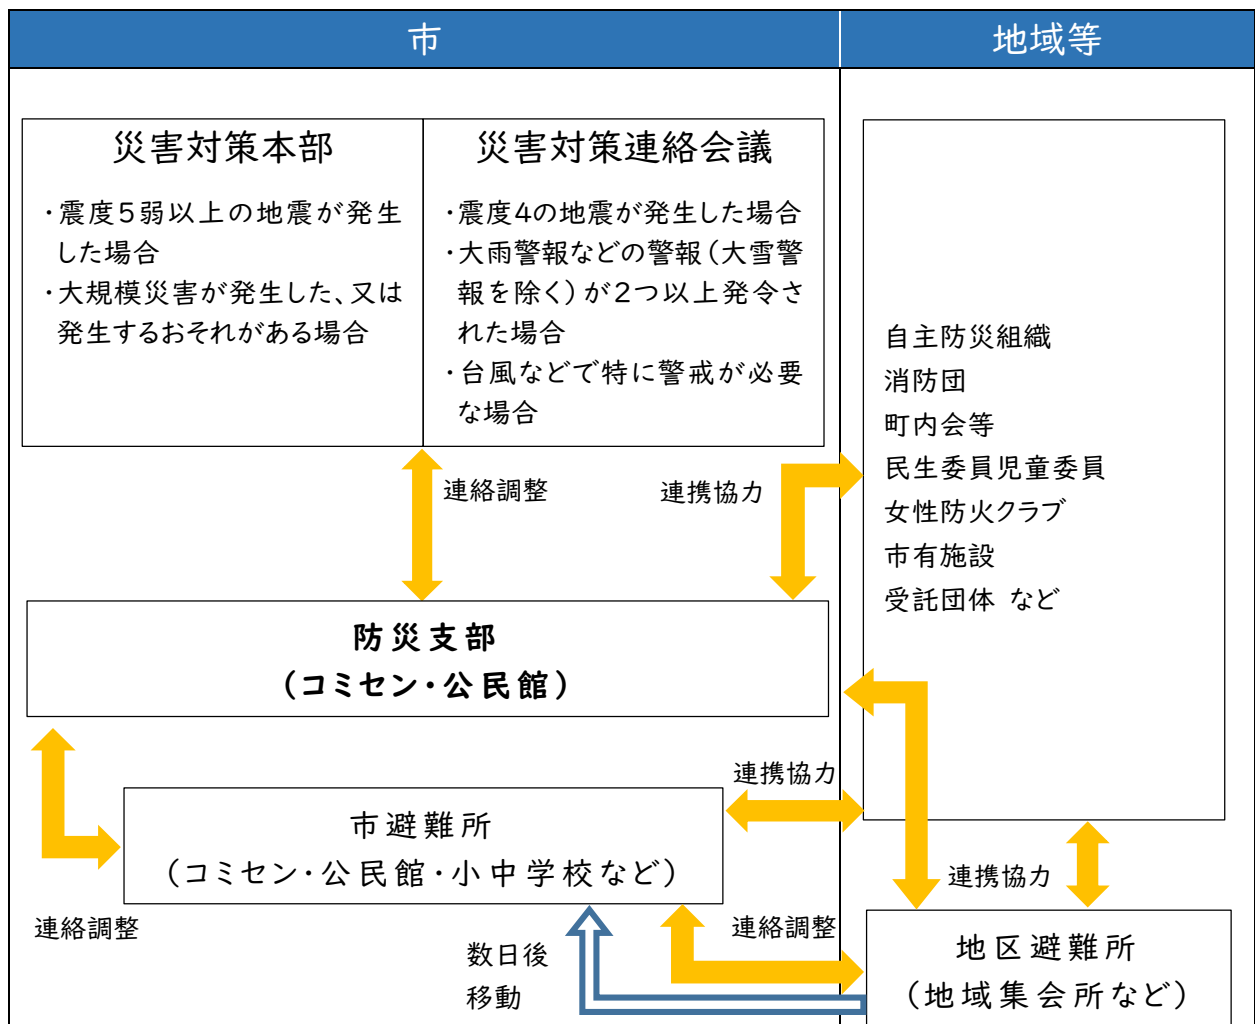 市
地域等
災害対策本部
・震度5弱以上の地震が発生
した場合
・大規模災害が発生した、又は
発生するおそれがある場合
災害対策連絡会議
・震度4の地震が発生した場合
・大雨警報などの警報(大雪警
報を除く)が2つ以上発令さ
れた場合
・台風などで特に警戒が必要
な場合
自主防災組織
消防団
町内会等
民生委員児童委員
女性防火クラブ
市有施設
受託団体 など
連絡調整
連携協力
防災支部
(コミセン・公民館)
連携協力
市避難所
(コミセン・公民館・小中学校など)
連携協力
連絡調整
連絡調整
数日後
移動
地区避難所
(地域集会所など)